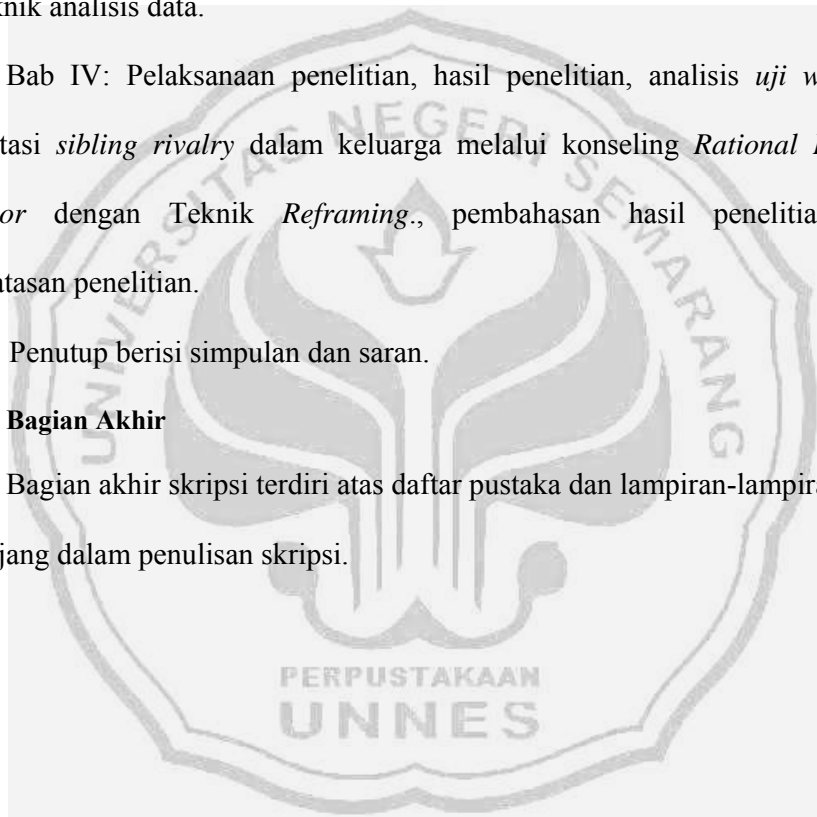 knik analisis data.
Bab IV: Pelaksanaan penelitian, hasil penelitian, analisis uji w
tasi sibling rivalry dalam keluarga melalui konseling Rational
or dengan Teknik Reframing., pembahasan hasil penelitia
atasan penelitian.
Penutup berisi simpulan dan saran.
Bagian Akhir
Bagian akhir skripsi terdiri atas daftar pustaka dan lampiran-lampira
jang dalam penulisan skripsi.
UNIVERSITAS NEGERI SEMARANG
PERPUSTAKAAN
UNNES